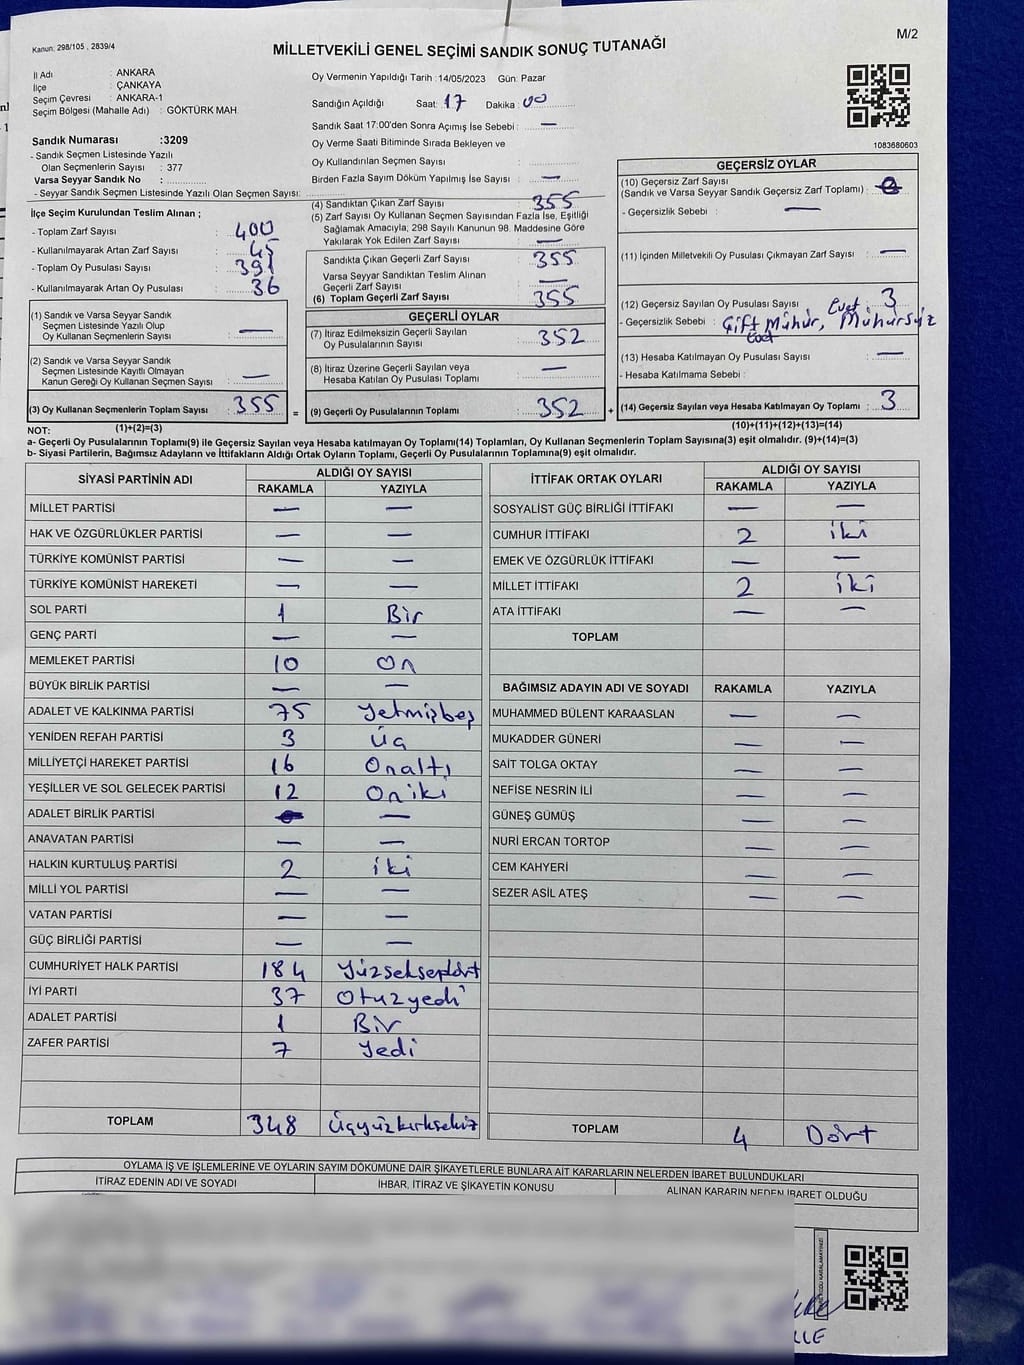 M/2
Kanun: 298/105 , 2839/4
MİLLETVEKİLİ GENEL SEÇİMİ SANDIK SONUÇ TUTANAĞI
İl Adı : ANKARA
İlçe : ÇANKAYA
Seçim Çevresi : ANKARA-1
Seçim Bölgesi (Mahalle Adı) : GÖKTÜRK MAH.
Sandık Numarası :3209
- Sandık Seçmen Listesinde Yazılı
Olan Seçmenlerin Sayısı : 377
Varsa Seyyar Sandık No :
- Seyyar Sandık Seçmen Listesinde Yazılı Olan Seçmen Sayısı:
Oy Vermenin Yapıldığı Tarih :14/05/2023 Gün: Pazar
Sandığın Açıldığı Saat: 17 Dakika : 00
Sandık Saat 17:00'den Sonra Açımış İse Sebebi : —
Oy Verme Saati Bitiminde Sırada Bekleyen ve
Oy Kullandırılan Seçmen Sayısı :
Birden Fazla Sayım Döküm Yapılmış İse Sayısı : —
1083680603
İlçe Seçim Kurulundan Teslim Alınan ;
- Toplam Zarf Sayısı : 400
- Kullanılmayarak Artan Zarf Sayısı : 45
- Toplam Oy Pusulası Sayısı : 391
- Kullanılmayarak Artan Oy Pusulası : 36
(4) Sandıktan Çıkan Zarf Sayısı : 355
(5) Zarf Sayısı Oy Kullanan Seçmen Sayısından Fazla İse, Eşitliği
Sağlamak Amacıyla, 298 Sayılı Kanunun 98. Maddesine Göre
Yakılarak Yok Edilen Zarf Sayısı : —
Sandıkta Çıkan Geçerli Zarf Sayısı : 355
Varsa Seyyar Sandıktan Teslim Alınan
Geçerli Zarf Sayısı : —
(6) Toplam Geçerli Zarf Sayısı : 355
GEÇERSİZ OYLAR
(10) Geçersiz Zarf Sayısı
(Sandık ve Varsa Seyyar Sandık Geçersiz Zarf Toplamı) :
- Geçersizlik Sebebi : —
(11) İçinden Milletvekili Oy Pusulası Çıkmayan Zarf Sayısı : —
(12) Geçersiz Sayılan Oy Pusulası Sayısı : 3
- Geçersizlik Sebebi : Çift Mühür, Mühürsüz
(13) Hesaba Katılmayan Oy Pusulası Sayısı : —
- Hesaba Katılmama Sebebi :
(14) Geçersiz Sayılan veya Hesaba Katılmayan Oy Toplamı : 3
(10)+(11)+(12)+(13)=(14)
(1) Sandık ve Varsa Seyyar Sandık
Seçmen Listesinde Yazılı Olup
Oy Kullanan Seçmenlerin Sayısı : —
(2) Sandık ve Varsa Seyyar Sandık
Seçmen Listesinde Kayıtlı Olmayan
Kanun Gereği Oy Kullanan Seçmen Sayısı : —
(3) Oy Kullanan Seçmenlerin Toplam Sayısı : 355 =
(1)+(2)=(3)
GEÇERLİ OYLAR
(7) İtiraz Edilmeksizin Geçerli Sayılan
Oy Pusulalarının Sayısı : 352
(8) İtiraz Üzerine Geçerli Sayılan veya
Hesaba Katılan Oy Pusulası Toplamı : —
(9) Geçerli Oy Pusulalarının Toplamı : 352 +
NOT:
a- Geçerli Oy Pusulalarının Toplamı(9) ile Geçersiz Sayılan veya Hesaba katılmayan Oy Toplamı(14) Toplamları, Oy Kullanan Seçmenlerin Toplam Sayısına(3) eşit olmalıdır. (9)+(14)=(3)
b- Siyasi Partilerin, Bağımsız Adayların ve İttifakların Aldığı Ortak Oyların Toplamı, Geçerli Oy Pusulalarının Toplamına(9) eşit olmalıdır.
SİYASİ PARTİNİN ADI ALDIĞI OY SAYISI
RAKAMLA YAZIYLA
MİLLET PARTİSİ — —
HAK VE ÖZGÜRLÜKLER PARTİSİ — —
TÜRKİYE KOMÜNİST PARTİSİ — —
TÜRKİYE KOMÜNİST HAREKETİ — —
SOL PARTİ 1 Bir
GENÇ PARTİ — —
MEMLEKET PARTİSİ 10 On
BÜYÜK BİRLİK PARTİSİ — —
ADALET VE KALKINMA PARTİSİ 75 Yetmişbeş
YENİDEN REFAH PARTİSİ 3 Üç
MİLLİYETÇİ HAREKET PARTİSİ 16 Onaltı
YEŞİLLER VE SOL GELECEK PARTİSİ 12 Oniki
ADALET BİRLİK PARTİSİ —
ANAVATAN PARTİSİ — —
HALKIN KURTULUŞ PARTİSİ 2 iki
MİLLİ YOL PARTİSİ — —
VATAN PARTİSİ — —
GÜÇ BİRLİĞİ PARTİSİ — —
CUMHURİYET HALK PARTİSİ 184 Yüzseksendört
İYİ PARTİ 37 Otuzyedi
ADALET PARTİSİ 1 Bir
ZAFER PARTİSİ 7 Yedi
TOPLAM 348 Üçyüzkırksekiz
İTTİFAK ORTAK OYLARI ALDIĞI OY SAYISI
RAKAMLA YAZIYLA
SOSYALİST GÜÇ BİRLİĞİ İTTİFAKI — —
CUMHUR İTTİFAKI 2 iki
EMEK VE ÖZGÜRLÜK İTTİFAKI — —
MİLLET İTTİFAKI 2 iki
ATA İTTİFAKI — —
TOPLAM
BAĞIMSIZ ADAYIN ADI VE SOYADI RAKAMLA YAZIYLA
MUHAMMED BÜLENT KARAASLAN — —
MUKADDER GÜNERİ — —
SAİT TOLGA OKTAY — —
NEFİSE NESRİN İLİ — —
GÜNEŞ GÜMÜŞ — —
NURİ ERCAN TORTOP — —
CEM KAHYERİ — —
SEZER ASİL ATEŞ — —
TOPLAM 4 Dört
OYLAMA İŞ VE İŞLEMLERİNE VE OYLARIN SAYIM DÖKÜMÜNE DAİR ŞİKAYETLERLE BUNLARA AİT KARARLARIN NELERDEN İBARET BULUNDUKLARI
İTİRAZ EDENİN ADI VE SOYADI İHBAR, İTİRAZ VE ŞİKAYETİN KONUSU ALINAN KARARIN NEDEN İBARET OLDUĞU